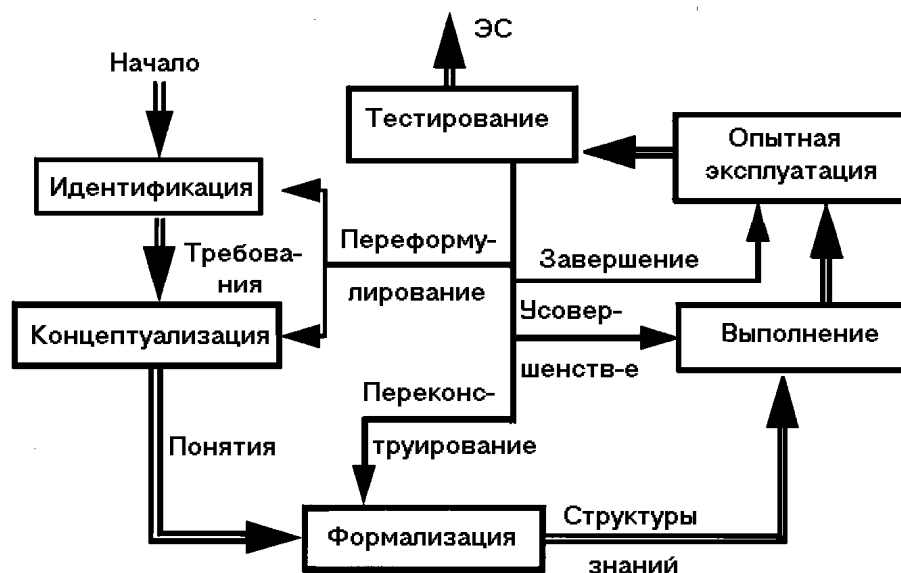 ЭС
Начало
Тестирование
Опытная
эксплуатация
Идентификация
Требова-
ния
Переформу-
лирование
Завершение
Усовер-
шенств-е
Концептуализация
Выполнение
Переконс-
труирование
Понятия
Формализация
Структуры
знаний